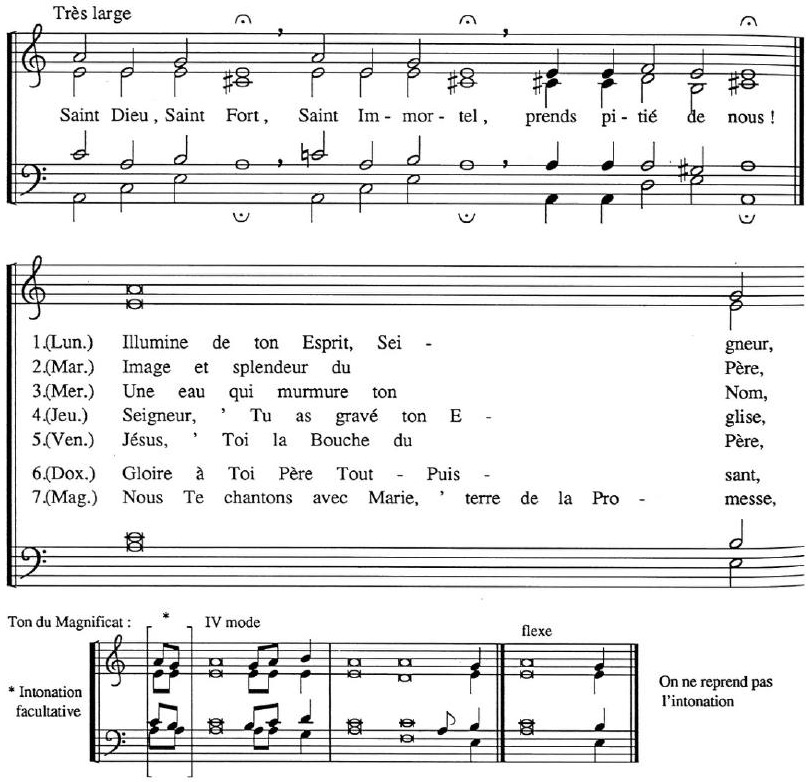 Très large
Saint Dieu, Saint Fort, Saint Im- mor- tel, prends pi- tié de nous!
1.(Lun.) Illumine de ton Esprit, Sei - gneur,
2.(Mar.) Image et splendeur du Père,
3.(Mer.) Une eau qui murmure ton Nom,
4.(Jeu.) Seigneur, ’ Tu as gravé ton E - glise,
5.(Ven.) Jésus, ’ Toi la Bouche du Père,
6.(Dox.) Gloire à Toi Père Tout - Puis - sant,
7.(Mag.) Nous Te chantons avec Marie, ’ terre de la Pro - messe,
Ton du Magnificat : * IV mode
flexe
* Intonation
facultative
On ne reprend pas
l’intonation